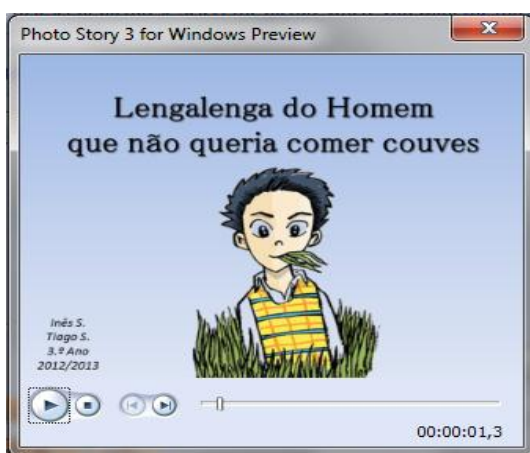 Photo Story 3 for Windows Preview
Lengalenga do Homem
que não queria comer couves
Inês S.
Tiago S.
3.º Ano
2012/2013
00:00:01,3